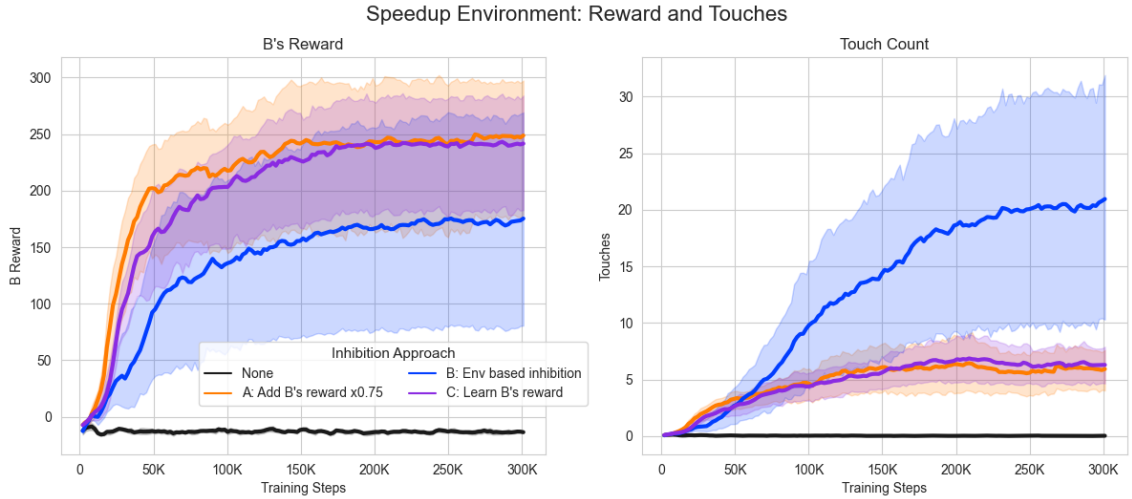 Speedup Environment: Reward and Touches
B's Reward
B Reward
300
250
200
150
100
50
0
0 50K 100K 150K 200K 250K 300K
Training Steps
Inhibition Approach
None
A: Add B's reward x0.75
B: Env based inhibition
C: Learn B's reward
Touch Count
Touches
30
25
20
15
10
5
0
0 50K 100K 150K 200K 250K 300K
Training Steps